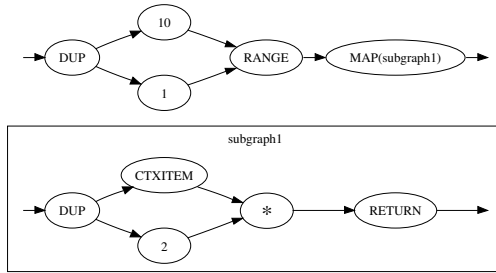 10
DUP
RANGE
MAP(subgraph1)
1
subgraph1
CTXITEM
DUP
*
RETURN
2